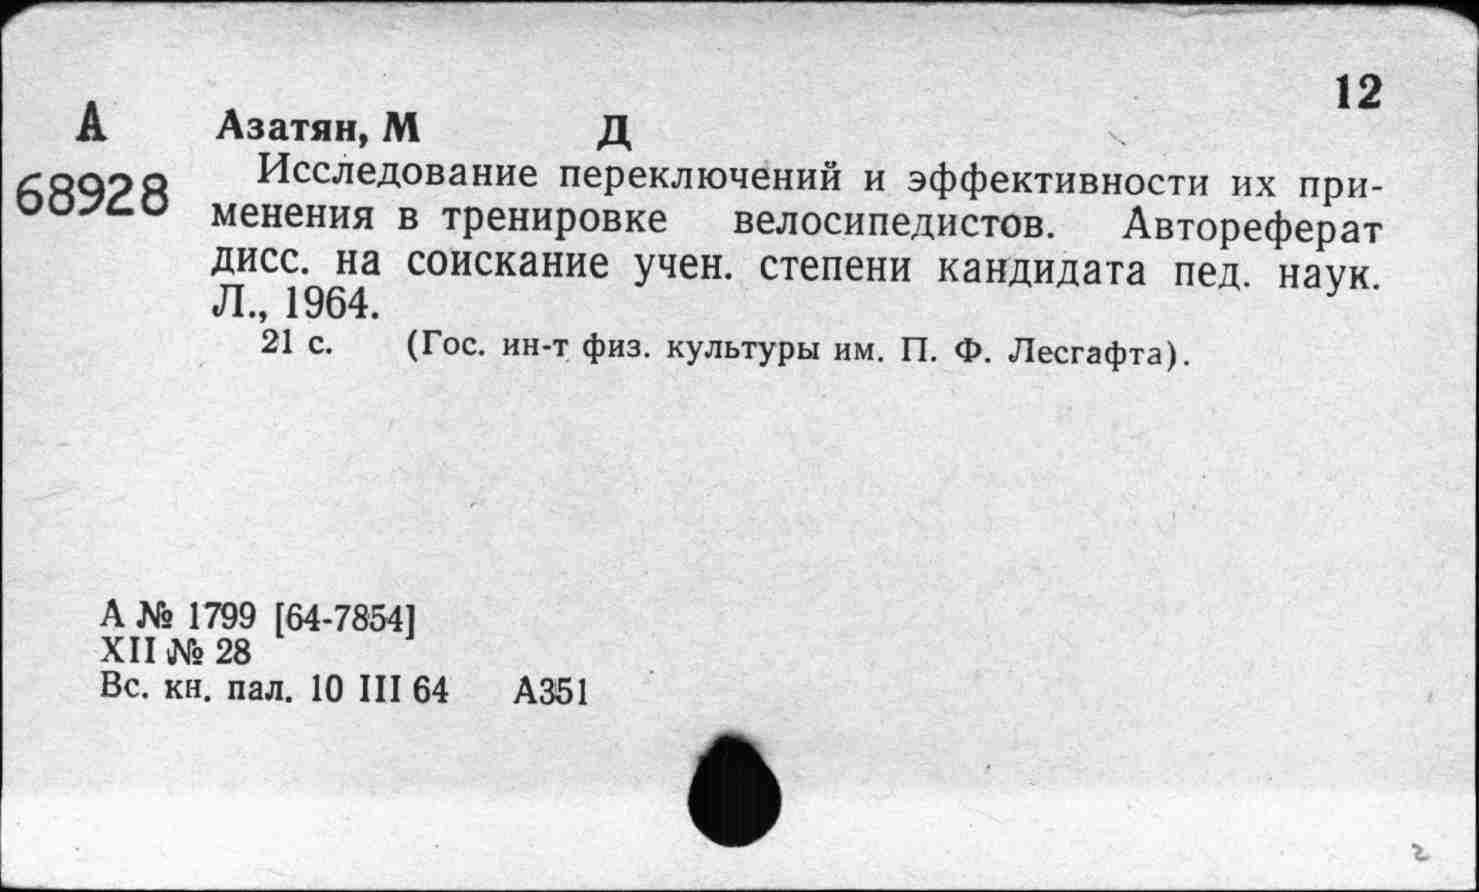 12
А
68928
Азатян, М Д
Исследование переключений и эффективности их при-
менения в тренировке велосипедистов. Автореферат
дисс. на соискание учен. степени кандидата пед. наук.
Л., 1964.
21 с. (Гос. ин-т физ. культуры им. П. Ф. Лесгафта).
А № 1799 [64-7854]
XII № 28
Вс. кн. пал. 10 III 64 А351